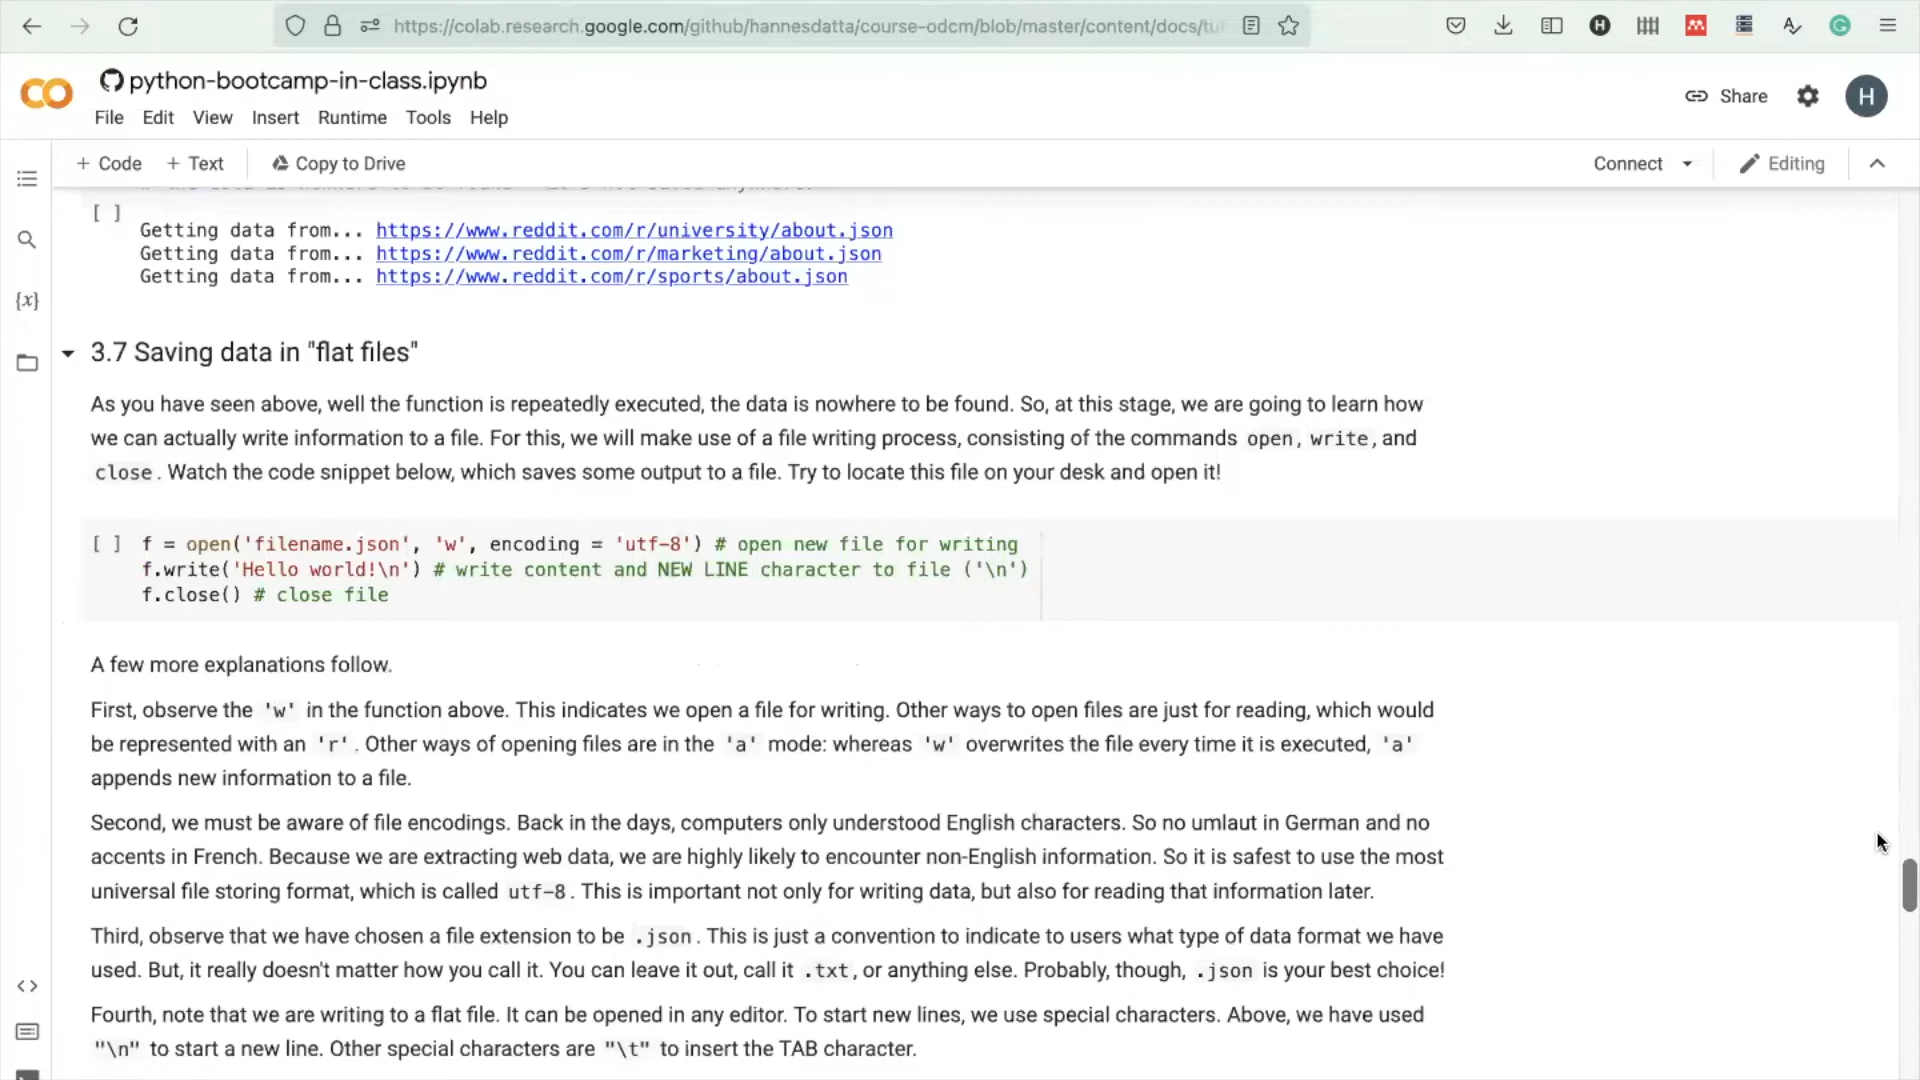 https://colab.research.google.com/github/hannesdatta/course-odcm/blob/master/content/docs/tu
H
python-bootcamp-in-class.ipynb
Share
H
File Edit View Insert Runtime Tools Help
+ Code + Text Copy to Drive
Connect Editing
[ ]
Getting data from... https://www.reddit.com/r/university/about.json
Getting data from... https://www.reddit.com/r/marketing/about.json
Getting data from... https://www.reddit.com/r/sports/about.json
{x}
3.7 Saving data in "flat files"
As you have seen above, well the function is repeatedly executed, the data is nowhere to be found. So, at this stage, we are going to learn how
we can actually write information to a file. For this, we will make use of a file writing process, consisting of the commands open, write, and
close. Watch the code snippet below, which saves some output to a file. Try to locate this file on your desk and open it!
[ ] f = open('filename.json', 'w', encoding = 'utf-8') # open new file for writing
f.write('Hello world!\n') # write content and NEW LINE character to file ('\n')
f.close() # close file
A few more explanations follow.
First, observe the 'w' in the function above. This indicates we open a file for writing. Other ways to open files are just for reading, which would
be represented with an 'r'. Other ways of opening files are in the 'a' mode: whereas 'w' overwrites the file every time it is executed, 'a'
appends new information to a file.
Second, we must be aware of file encodings. Back in the days, computers only understood English characters. So no umlaut in German and no
accents in French. Because we are extracting web data, we are highly likely to encounter non-English information. So it is safest to use the most
universal file storing format, which is called utf-8. This is important not only for writing data, but also for reading that information later.
Third, observe that we have chosen a file extension to be .json. This is just a convention to indicate to users what type of data format we have
used. But, it really doesn't matter how you call it. You can leave it out, call it .txt, or anything else. Probably, though, .json is your best choice!
Fourth, note that we are writing to a flat file. It can be opened in any editor. To start new lines, we use special characters. Above, we have used
"\n" to start a new line. Other special characters are "\t" to insert the TAB character.